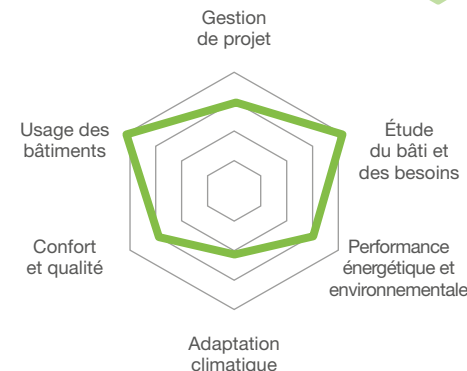 Gestion
de projet
Étude
du bâti et
des besoins
Performance
énergétique et
environnementale
Adaptation
climatique
Confort
et qualité
Usage des
bâtiments